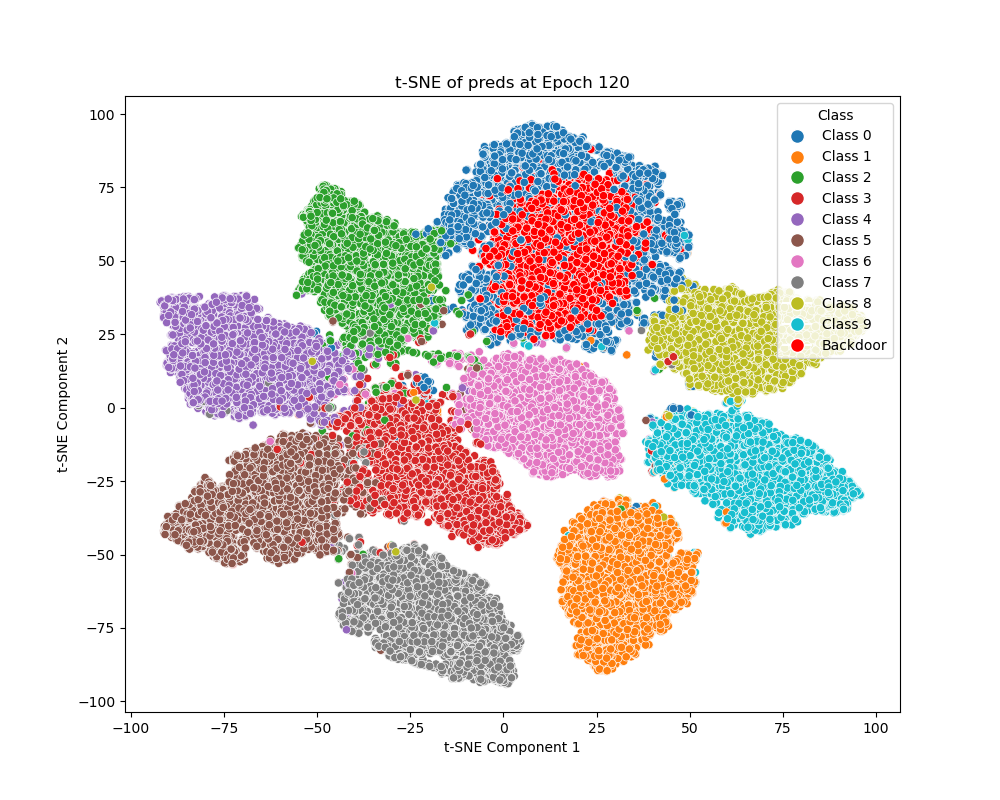 t-SNE of preds at Epoch 120
Class
Class 0
Class 1
Class 2
Class 3
Class 4
Class 5
Class 6
Class 7
Class 8
Class 9
Backdoor
t-SNE Component 2
100
75
50
25
0
−25
−50
−75
−100
−100
−75
−50
−25
0
25
50
75
100
t-SNE Component 1